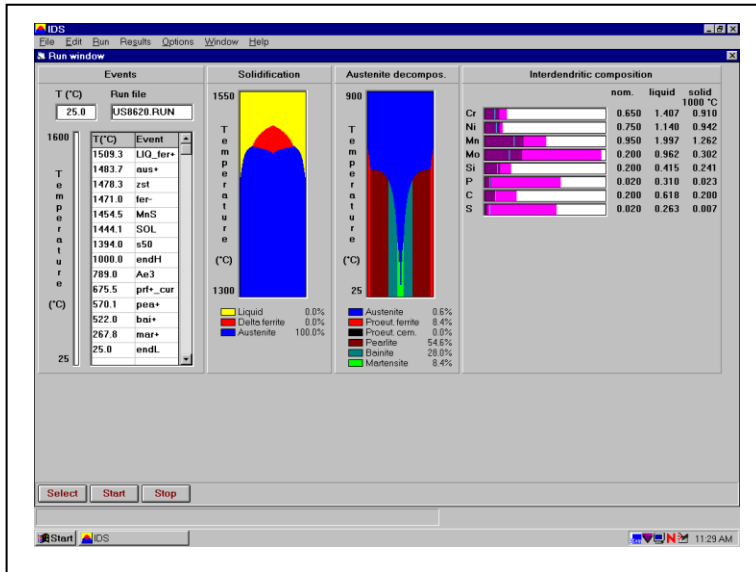 IDS
File Edit Run Results Options Window Help
Run window
Events
T (°C) Run file
25.0 US8620.RUN
1600
Temperature
(°C)
25
T(°C) Event
1509.3 LIQ_fer+
1483.7 aus+
1478.3 zst
1471.0 fer-
1454.5 MnS
1444.1 SOL
1394.0 s50
1000.0 endH
789.0 Ae3
675.5 prf+_cur
570.1 pea+
522.0 bai+
267.8 mar+
25.0 endL
Solidification
1550
Temperature
(°C)
1300
Liquid 0.0%
Delta ferrite 0.0%
Austenite 100.0%
Austenite decompos.
900
Temperature
(°C)
25
Austenite 0.6%
Proeut. ferrite 8.4%
Proeut. cem. 0.0%
Pearlite 54.6%
Bainite 28.0%
Martensite 8.4%
Interdendritic composition
nom. liquid solid
1000 °C
Cr 0.650 1.407 0.910
Ni 0.750 1.140 0.942
Mn 0.950 1.997 1.262
Mo 0.200 0.962 0.302
Si 0.200 0.415 0.241
P 0.020 0.310 0.023
C 0.200 0.618 0.200
S 0.020 0.263 0.007
Select Start Stop
Start IDS 11:29 AM